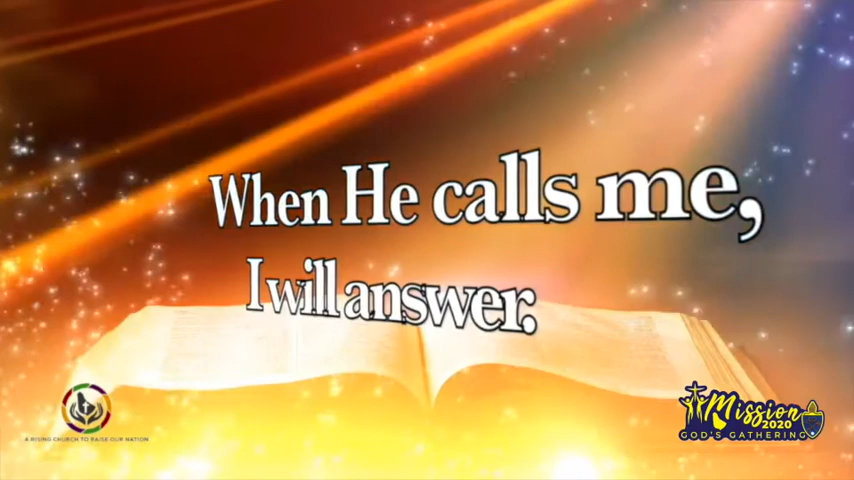 When He calls me,
I will answer.
A RISING CHURCH TO RAISE OUR NATION
Mission
2020
GOD'S GATHERING